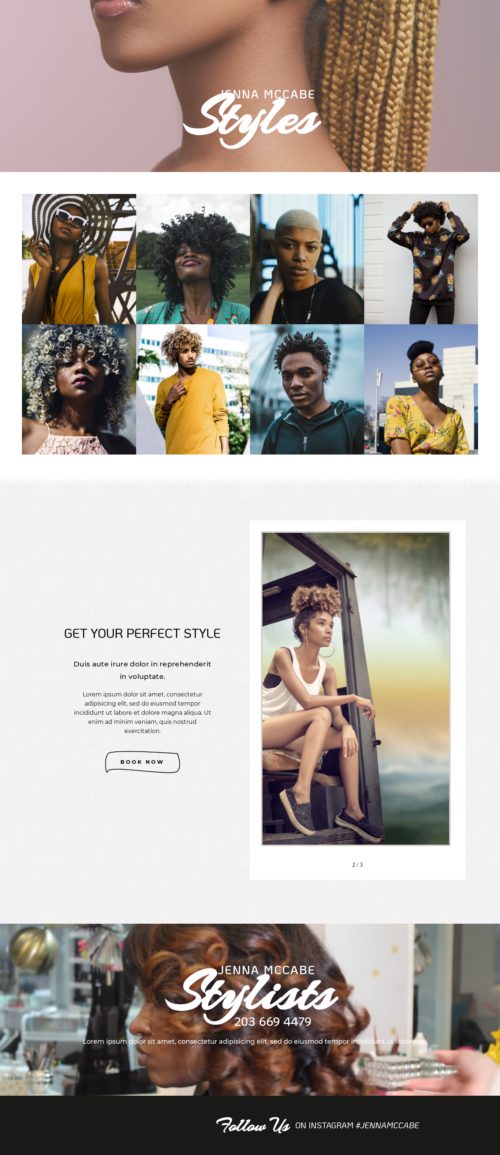 JENNA MCCABE
Styles
GET YOUR PERFECT STYLE
Duis aute irure dolor in reprehenderit
in voluptate.
Lorem ipsum dolor sit amet, consectetur
adipisicing elit, sed do eiusmod tempor
incididunt ut labore et dolore magna aliqua. Ut
enim ad minim veniam, quis nostrud
exercitation.
BOOK NOW
2 / 3
JENNA MCCABE
Stylists
203 669 4479
Lorem ipsum dolor sit amet, consectetur adipisicing elit, sed do eiusmod tempor incididunt ut labore
Follow Us ON INSTAGRAM #JENNAMCCABE